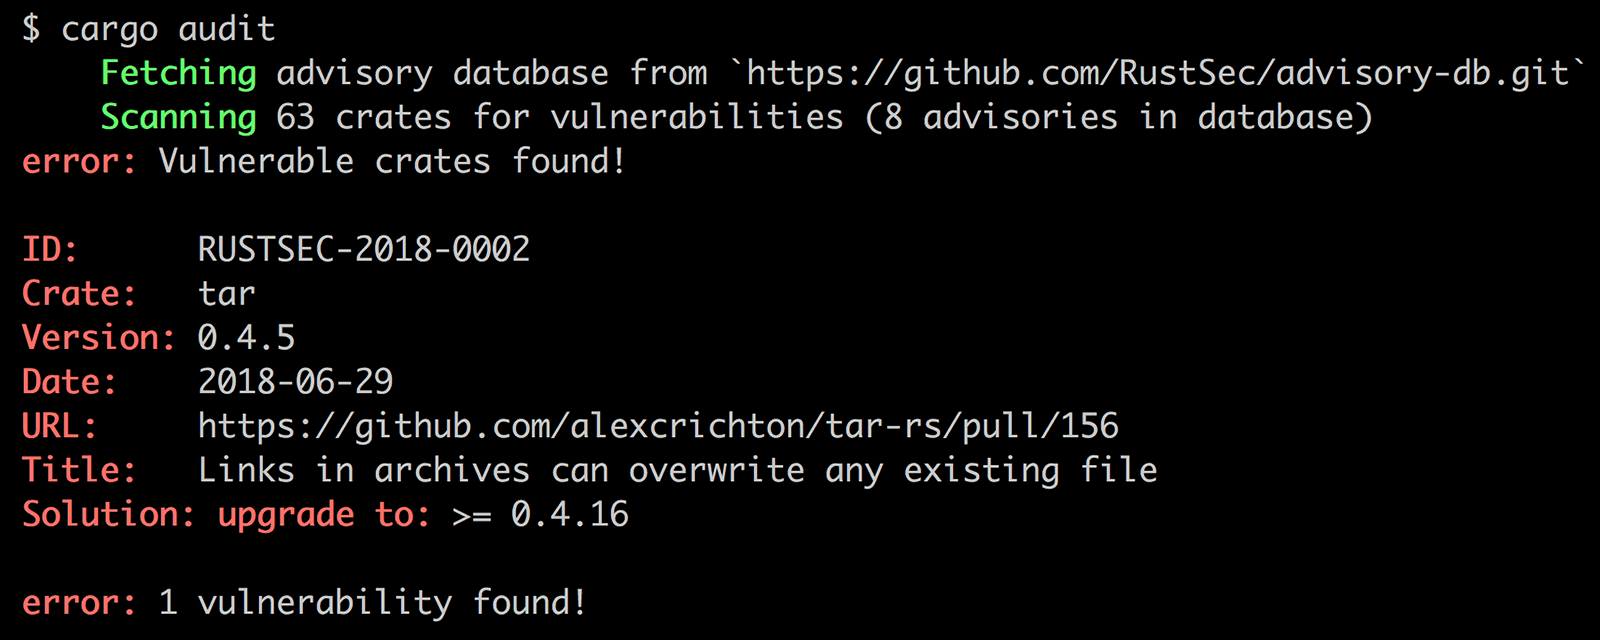 $ cargo audit
Fetching advisory database from `https://github.com/RustSec/advisory-db.git`
Scanning 63 crates for vulnerabilities (8 advisories in database)
error: Vulnerable crates found!
ID: RUSTSEC-2018-0002
Crate: tar
Version: 0.4.5
Date: 2018-06-29
URL: https://github.com/alexcrichton/tar-rs/pull/156
Title: Links in archives can overwrite any existing file
Solution: upgrade to: >= 0.4.16
error: 1 vulnerability found!